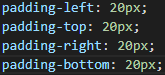 padding-left: 20px;
padding-top: 20px;
padding-right: 20px;
padding-bottom: 20px;